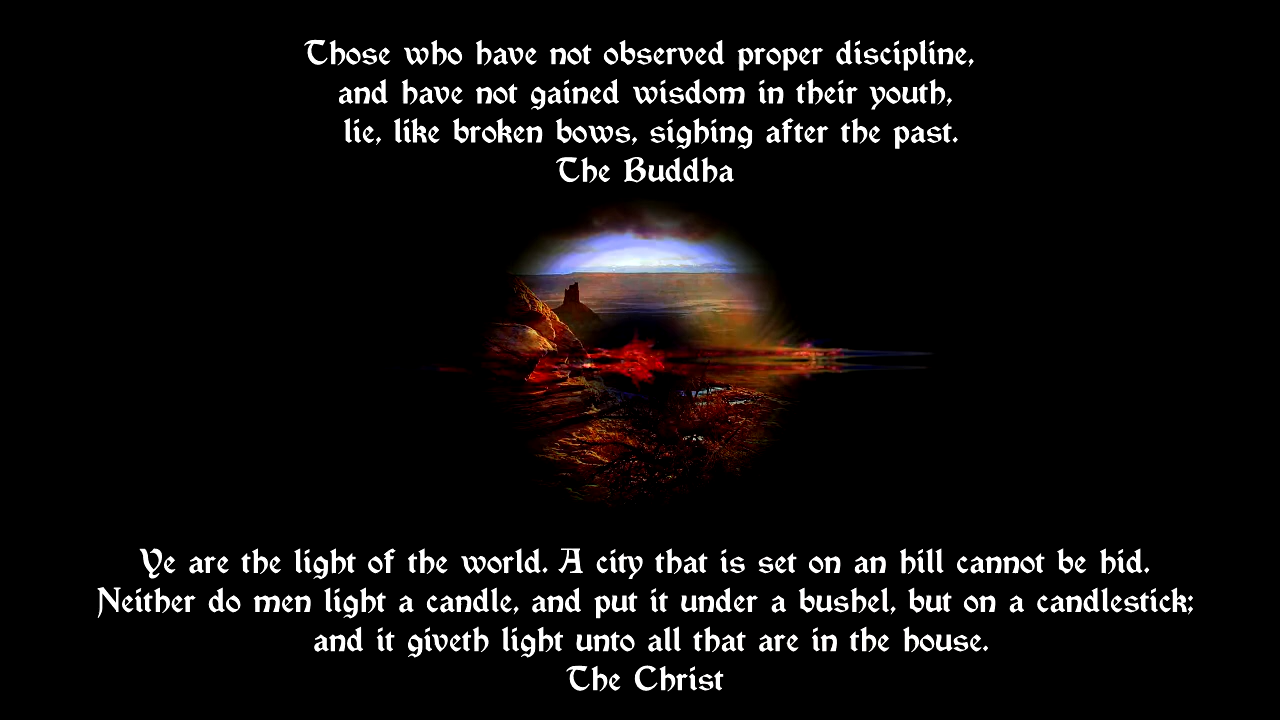 Those who have not observed proper discipline,
and have not gained wisdom in their youth,
lie, like broken bows, sighing after the past.
The Buddha
Ye are the light of the world. A city that is set on an hill cannot be hid.
Neither do men light a candle, and put it under a bushel, but on a candlestick;
and it giveth light unto all that are in the house.
The Christ